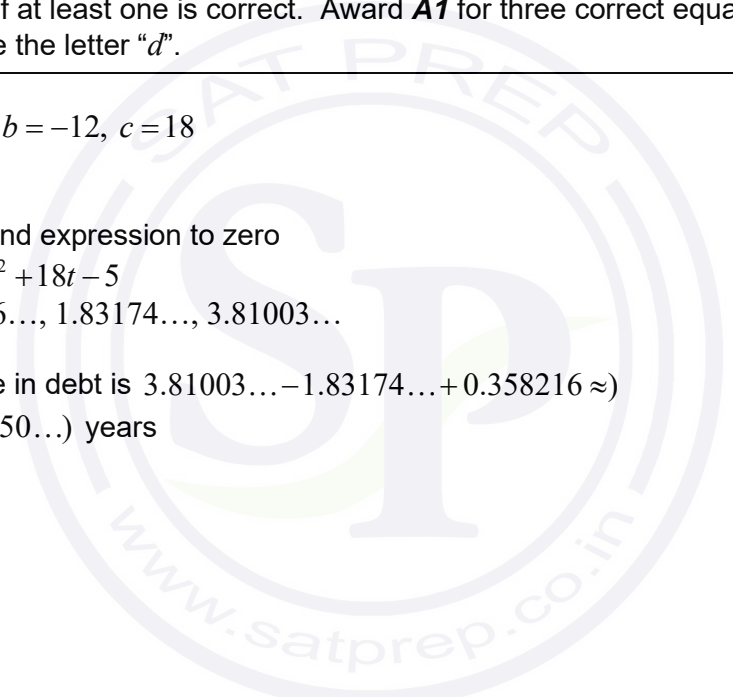 f at least one is correct. Award A1 for three correct equa
e the letter “d”.
b = −12, c = 18
nd expression to zero
² +18t − 5
6…, 1.83174…, 3.81003…
e in debt is 3.81003…−1.83174…+0.358216 ≈)
50…) years
SAT PREP
SP
www.satprep.co.in